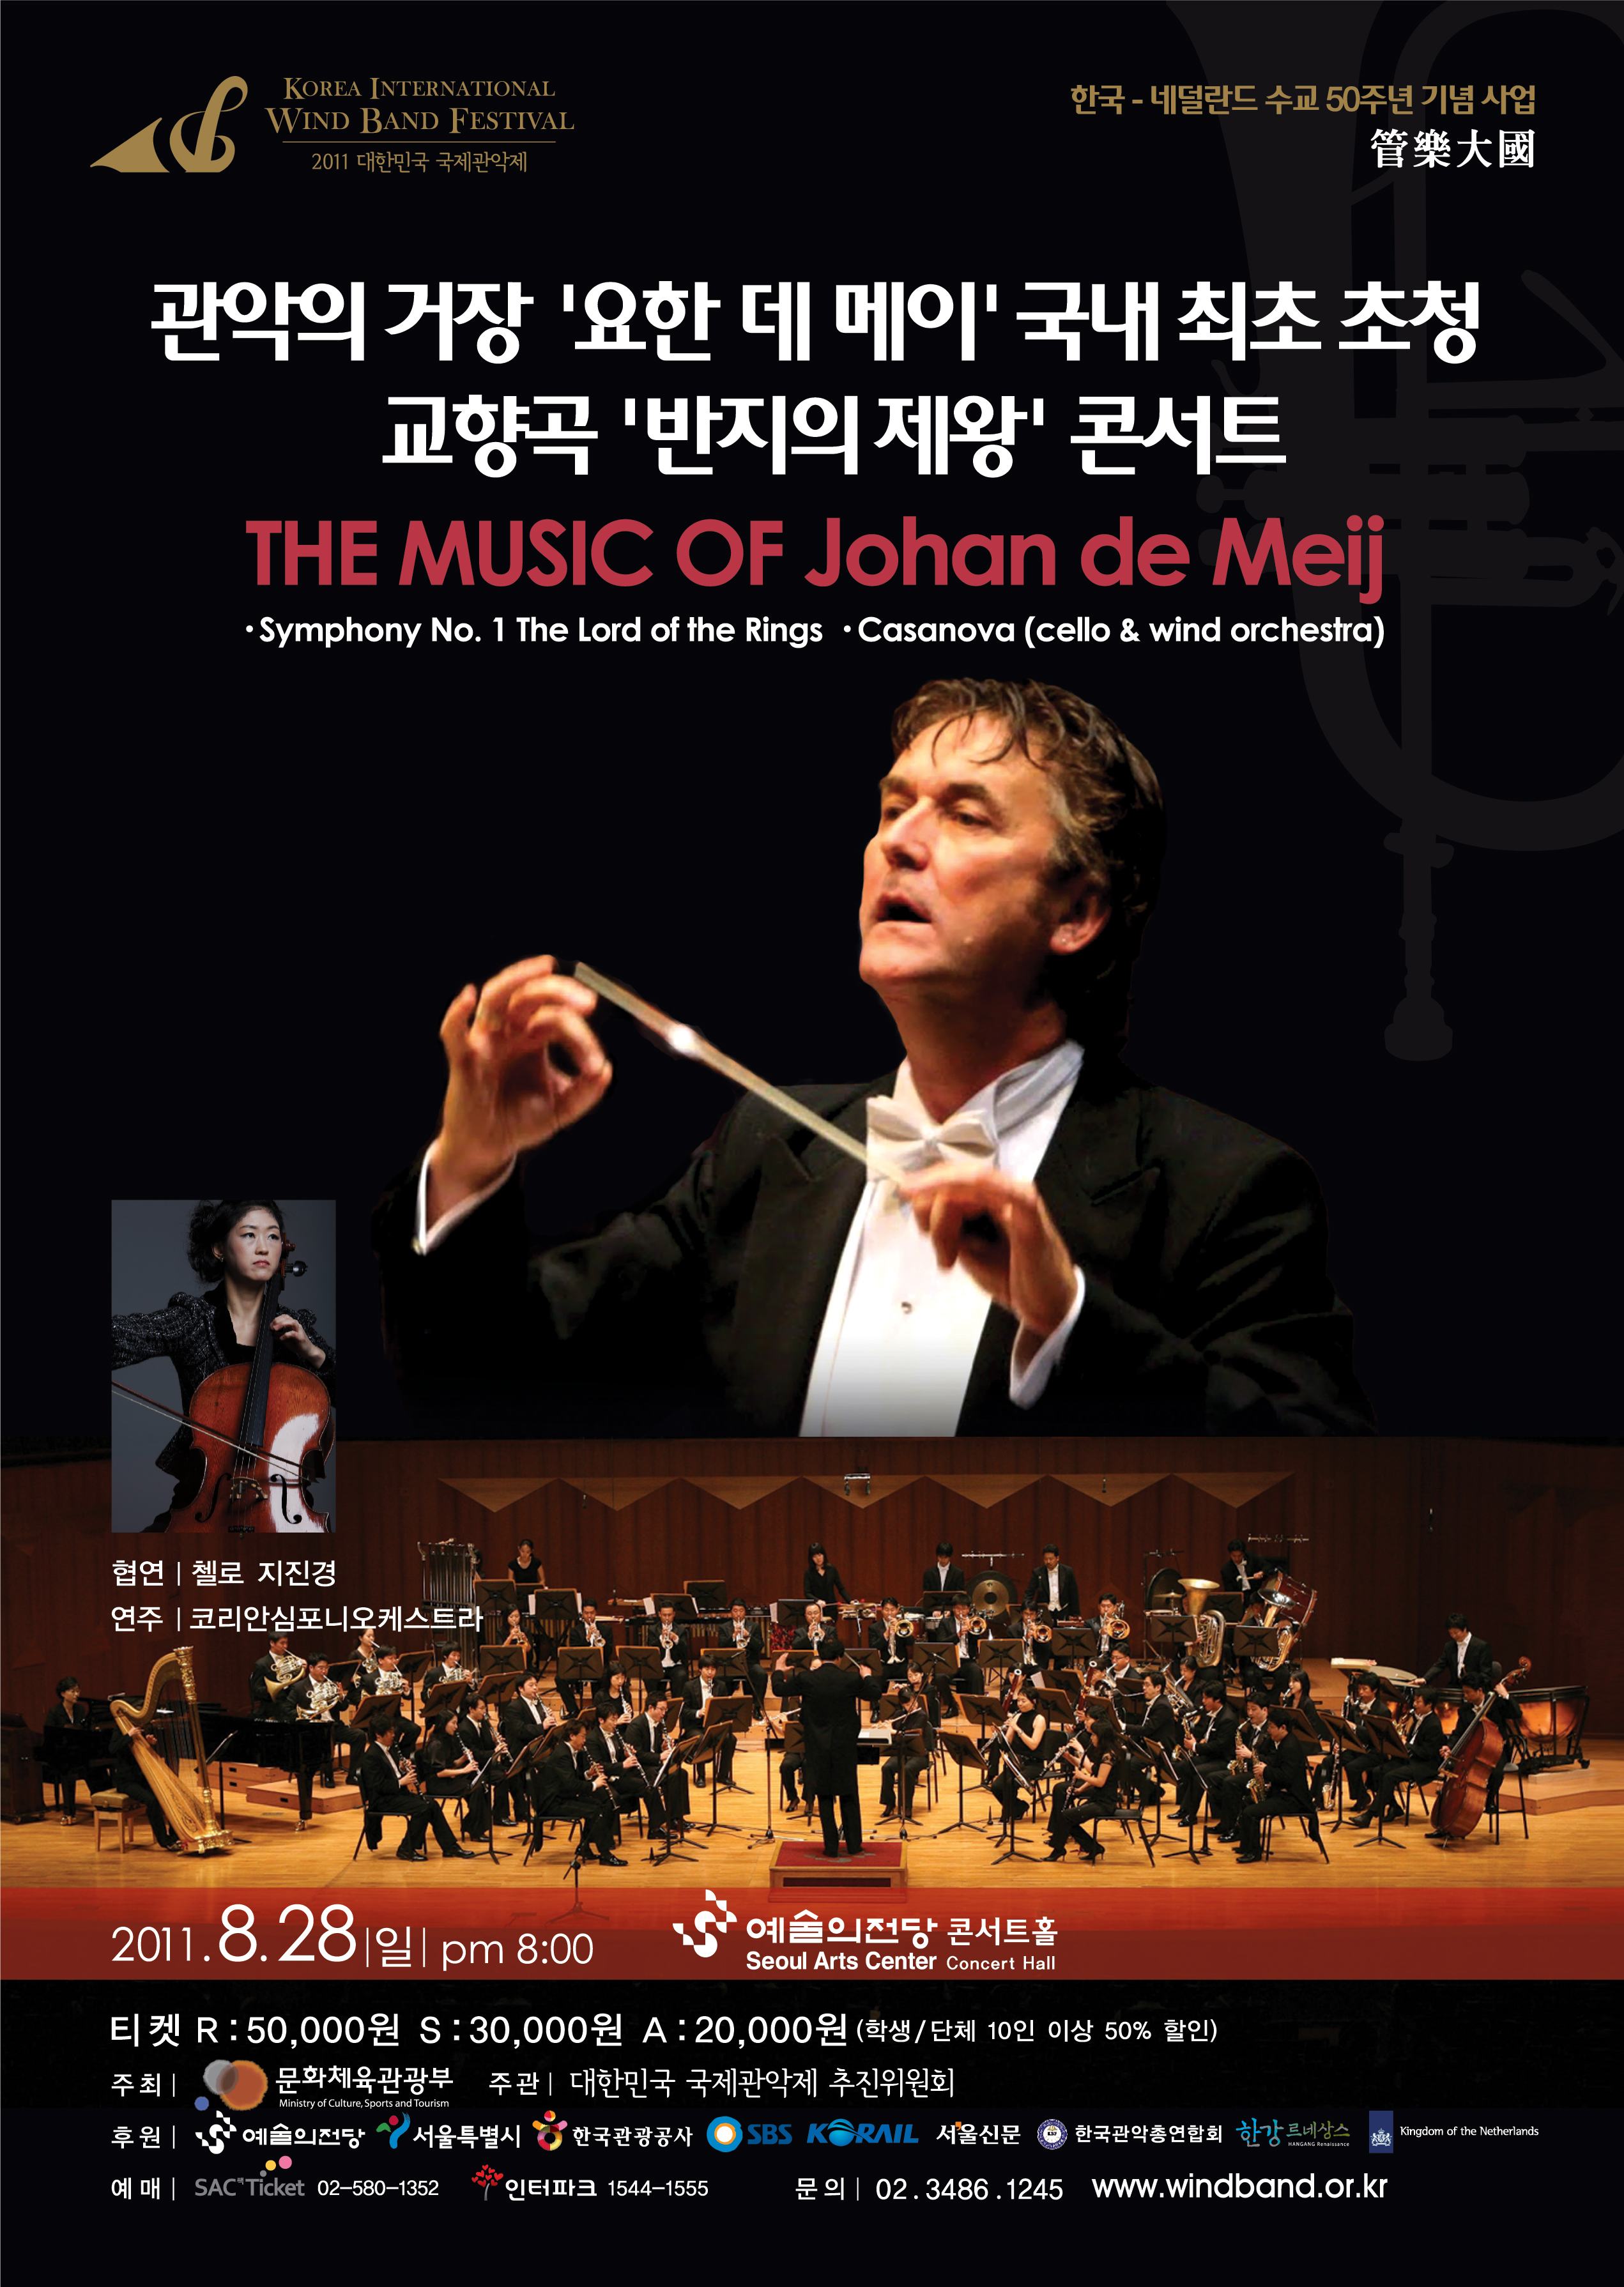 KOREA INTERNATIONAL
WIND BAND FESTIVAL
2011 대한민국 국제관악제
한국 - 네덜란드 수교 50주년 기념 사업
管樂大國
관악의 거장 '요한 데 메이' 국내 최초 초청
교향곡 '반지의 제왕' 콘서트
THE MUSIC OF Johan de Meij
• Symphony No. 1 The Lord of the Rings • Casanova (cello & wind orchestra)
협연 | 첼로 지진경
연주 | 코리안심포니오케스트라
2011. 8. 28 |일| pm 8:00
예술의전당 콘서트홀
Seoul Arts Center Concert Hall
티켓 R : 50,000원 S : 30,000원 A : 20,000원 (학생/단체 10인 이상 50% 할인)
주최 | 문화체육관광부 주관 | 대한민국 국제관악제 추진위원회
Ministry of Culture, Sports and Tourism
후원 | 예술의전당 서울특별시 한국관광공사 SBS KORAIL 서울신문 한국관악총연합회 한강 르네상스 Kingdom of the Netherlands
HANGANG Renaissance
예매 | SAC Ticket 02-580-1352 인터파크 1544-1555 문의 | 02 . 3486 . 1245 www.windband.or.kr